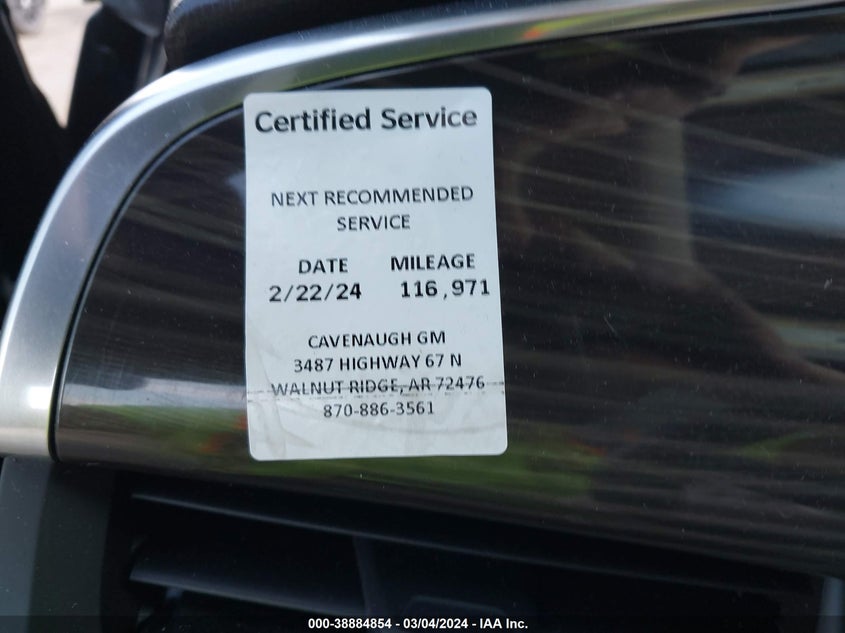 Certified Service
NEXT RECOMMENDED
SERVICE
DATE MILEAGE
2/22/24 116,971
CAVENAUGH GM
3487 HIGHWAY 67 N
WALNUT RIDGE, AR 72476
870-886-3561
000-38884854 - 03/04/2024 - IAA Inc.